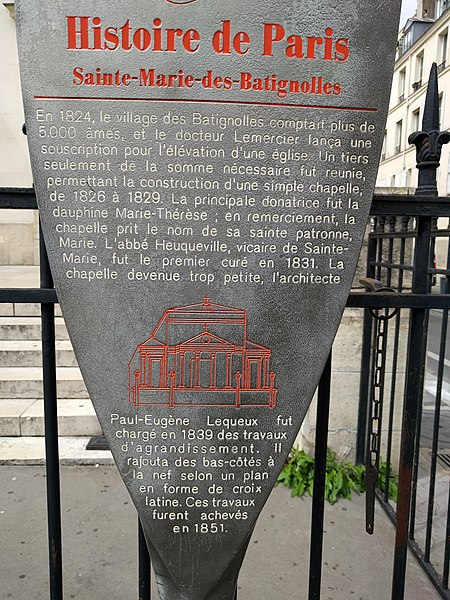 Histoire de Paris
Sainte-Marie-des-Batignolles
En 1824, le village des Batignolles comptait plus de
5.000 âmes, et le docteur Lemercier lança une
souscription pour l'élévation d'une église. Un tiers
seulement de la somme nécessaire fut réunie,
permettant la construction d'une simple chapelle,
de 1826 à 1829. La principale donatrice fut la
dauphine Marie-Thérèse ; en remerciement, la
chapelle prit le nom de sa sainte patronne,
Marie. L'abbé Heuqueville, vicaire de Sainte-
Marie, fut le premier curé en 1831. La
chapelle devenue trop petite, l'architecte
Paul-Eugène Lequeux fut
chargé en 1839 des travaux
d'agrandissement. Il
rajouta des bas-côtés à
la nef selon un plan
en forme de croix
latine. Ces travaux
furent achevés
en 1851.